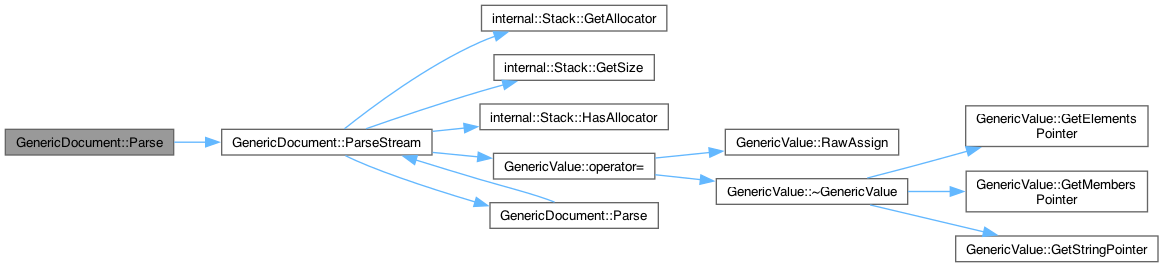 GenericDocument::Parse
GenericDocument::ParseStream
internal::Stack::GetAllocator
internal::Stack::GetSize
internal::Stack::HasAllocator
GenericValue::operator=
GenericDocument::Parse
GenericValue::RawAssign
GenericValue::~GenericValue
GenericValue::GetElements
Pointer
GenericValue::GetMembers
Pointer
GenericValue::GetStringPointer